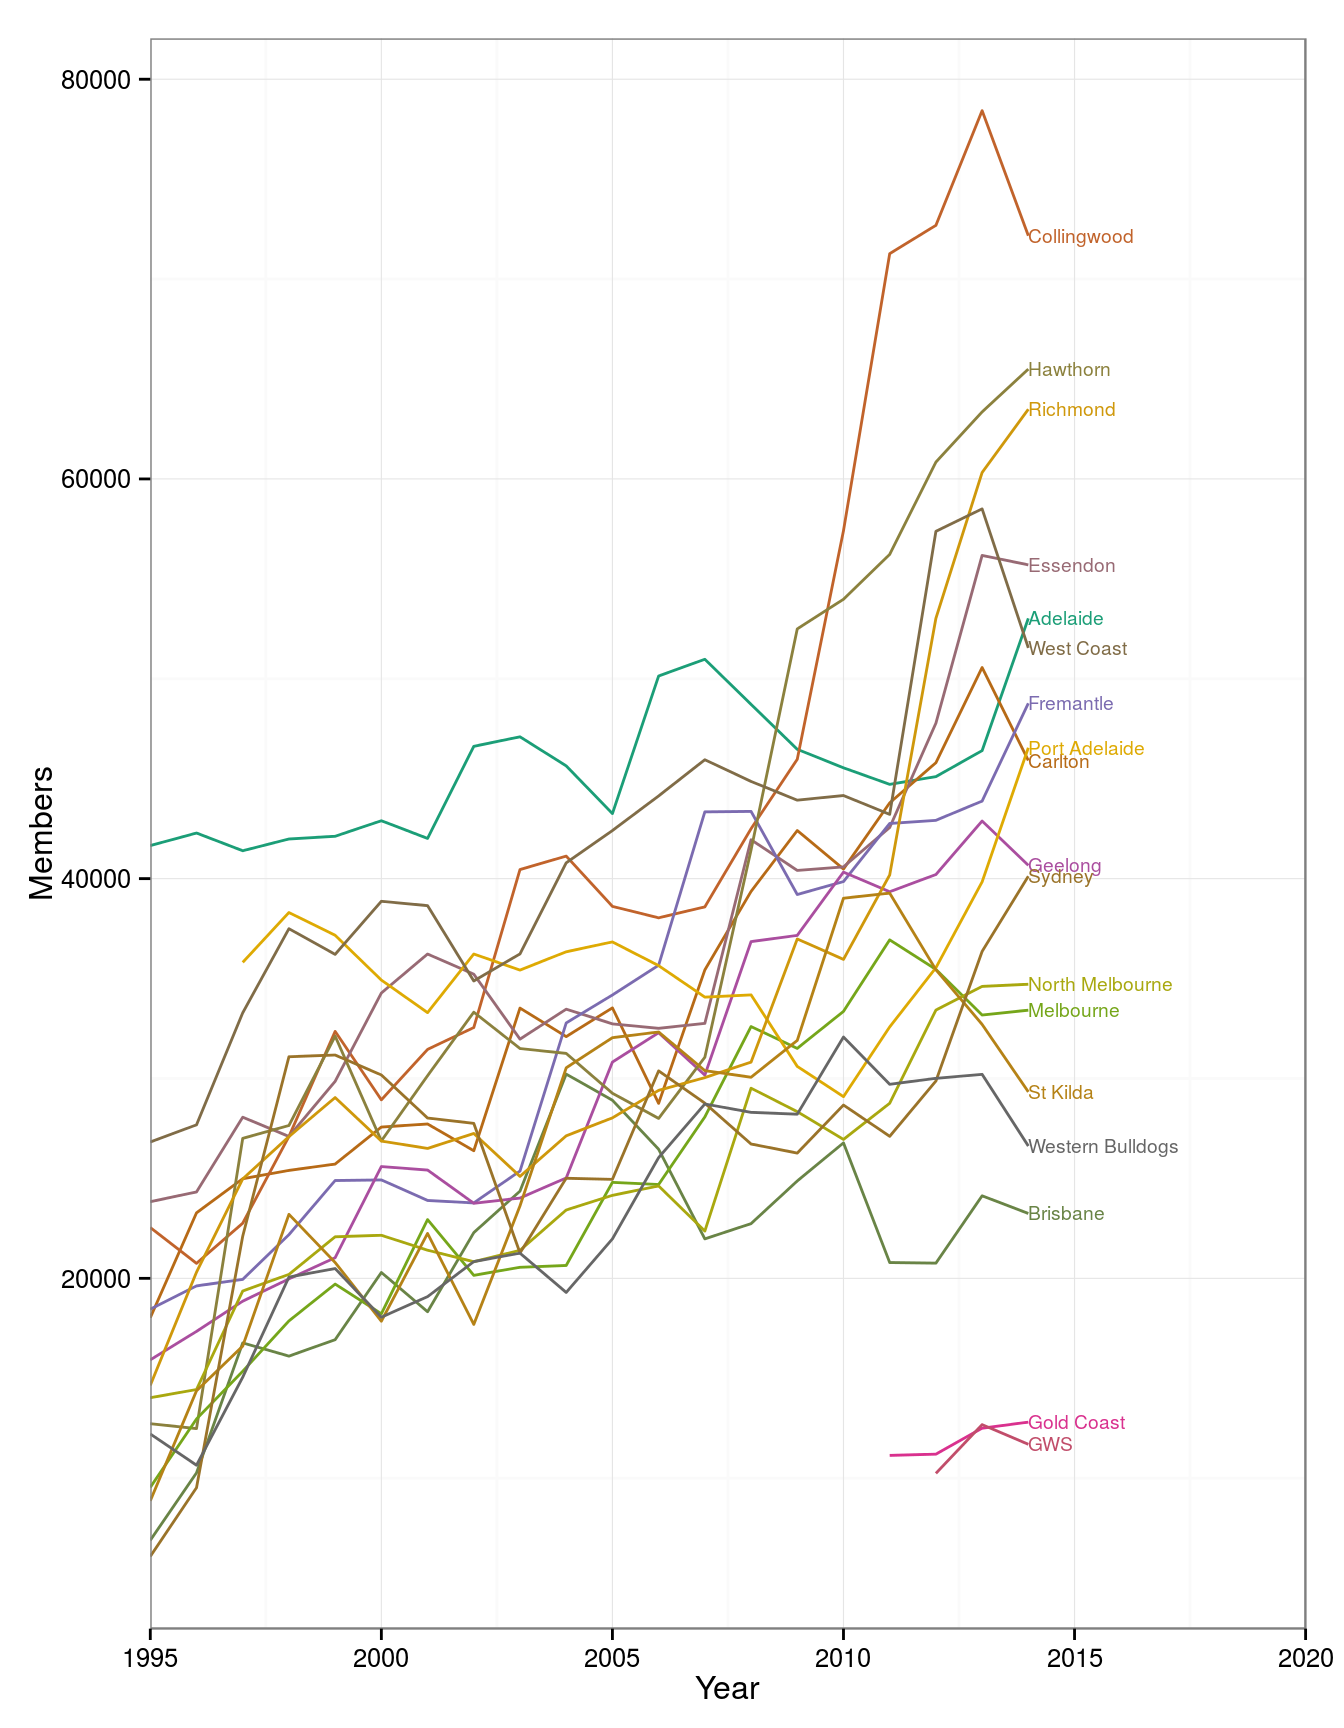 80000
60000
40000
20000
Members
Collingwood
Hawthorn
Richmond
Essendon
Adelaide
West Coast
Fremantle
Port Adelaide
Carlton
Geelong
Sydney
North Melbourne
Melbourne
St Kilda
Western Bulldogs
Brisbane
Gold Coast
GWS
1995 2000 2005 2010 2015 2020
Year